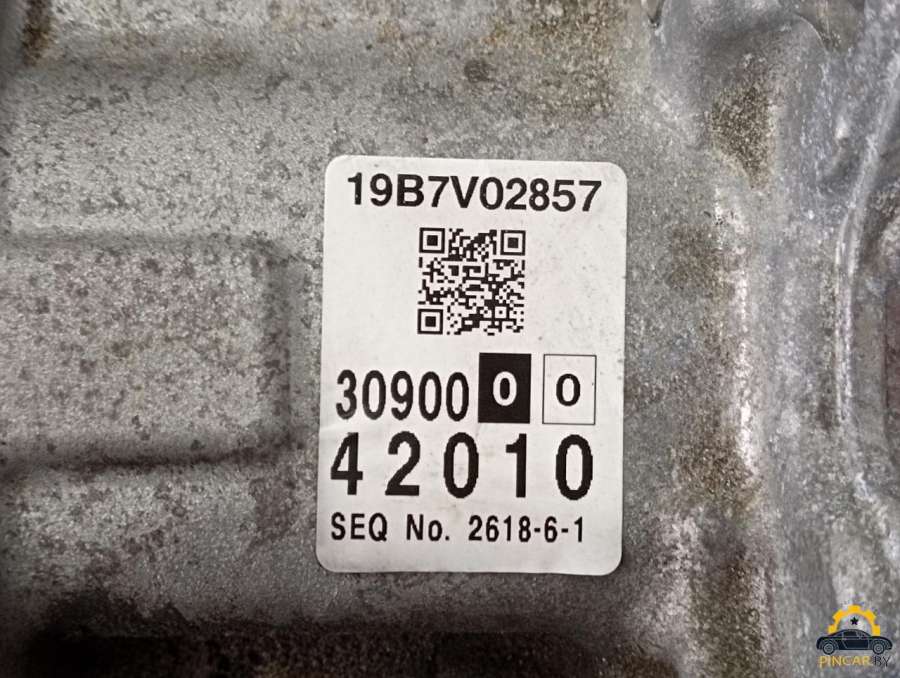 19B7V02857
30900 0 0
42010
SEQ No. 2618-6-1
PINCAR.BY